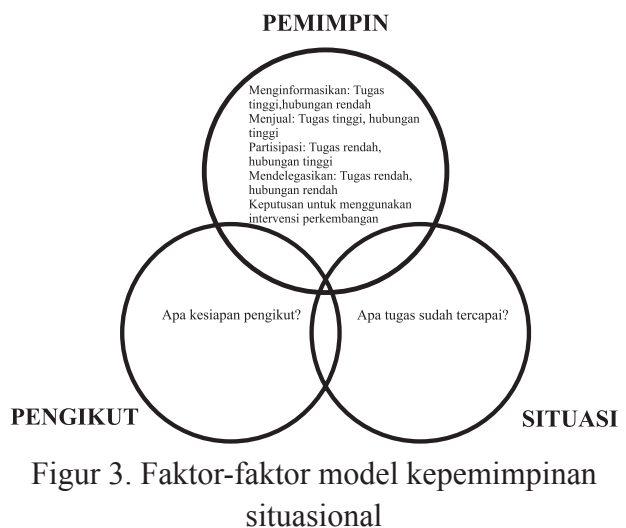 PEMIMPIN
Menginformasikan: Tugas
tinggi,hubungan rendah
Menjual: Tugas tinggi, hubungan
tinggi
Partisipasi: Tugas rendah,
hubungan tinggi
Mendelegasikan: Tugas rendah,
hubungan rendah
Keputusan untuk menggunakan
intervensi perkembangan
Apa kesiapan pengikut?
Apa tugas sudah tercapai?
PENGIKUT
SITUASI
Figur 3. Faktor-faktor model kepemimpinan
situasional